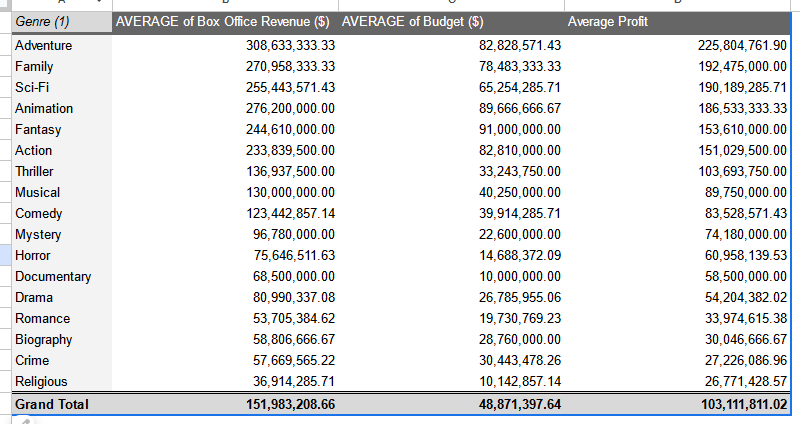 Genre (1) AVERAGE of Box Office Revenue ($) AVERAGE of Budget ($) Average Profit
Adventure 308,633,333.33 82,828,571.43 225,804,761.90
Family 270,958,333.33 78,483,333.33 192,475,000.00
Sci-Fi 255,443,571.43 65,254,285.71 190,189,285.71
Animation 276,200,000.00 89,666,666.67 186,533,333.33
Fantasy 244,610,000.00 91,000,000.00 153,610,000.00
Action 233,839,500.00 82,810,000.00 151,029,500.00
Thriller 136,937,500.00 33,243,750.00 103,693,750.00
Musical 130,000,000.00 40,250,000.00 89,750,000.00
Comedy 123,442,857.14 39,914,285.71 83,528,571.43
Mystery 96,780,000.00 22,600,000.00 74,180,000.00
Horror 75,646,511.63 14,688,372.09 60,958,139.53
Documentary 68,500,000.00 10,000,000.00 58,500,000.00
Drama 80,990,337.08 26,785,955.06 54,204,382.02
Romance 53,705,384.62 19,730,769.23 33,974,615.38
Biography 58,806,666.67 28,760,000.00 30,046,666.67
Crime 57,669,565.22 30,443,478.26 27,226,086.96
Religious 36,914,285.71 10,142,857.14 26,771,428.57
Grand Total 151,983,208.66 48,871,397.64 103,111,811.02